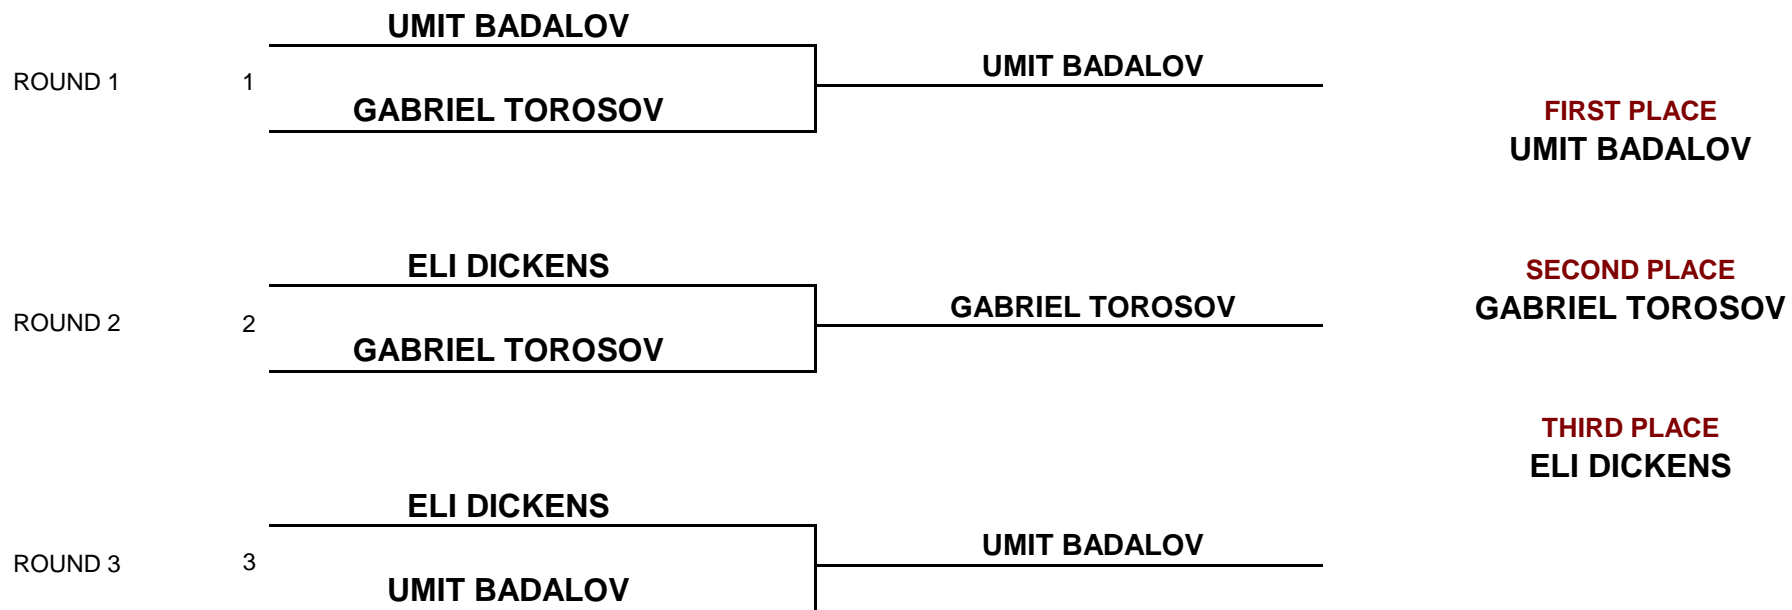 UMIT BADALOV
ROUND 1
1
UMIT BADALOV
GABRIEL TOROSOV
FIRST PLACE
UMIT BADALOV
ELI DICKENS
SECOND PLACE
ROUND 2
2
GABRIEL TOROSOV
GABRIEL TOROSOV
GABRIEL TOROSOV
THIRD PLACE
ELI DICKENS
ELI DICKENS
ROUND 3
3
UMIT BADALOV
UMIT BADALOV